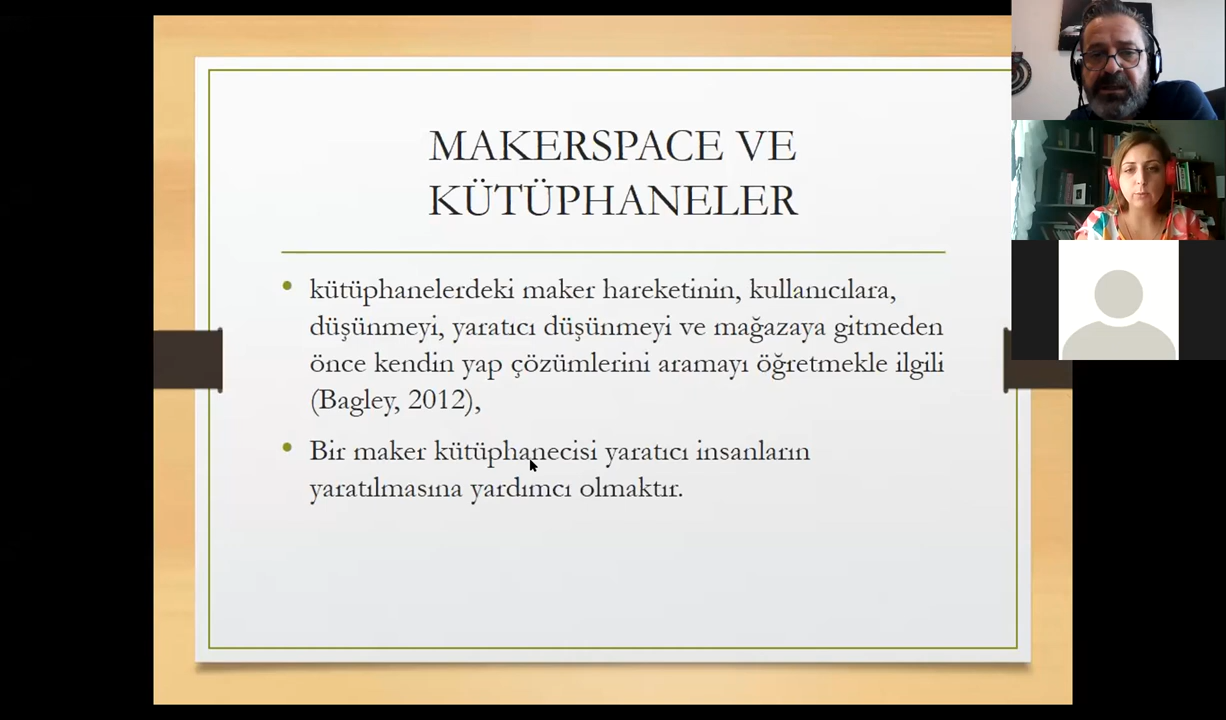 MAKERSPACE VE
KÜTÜPHANELER
kütüphanelerdeki maker hareketinin, kullanıcılara,
düşünmeyi, yaratıcı düşünmeyi ve mağazaya gitmeden
önce kendin yap çözümlerini aramayı öğretmekle ilgili
(Bagley, 2012),
Bir maker kütüphanecisi yaratıcı insanların
yaratılmasına yardımcı olmaktır.